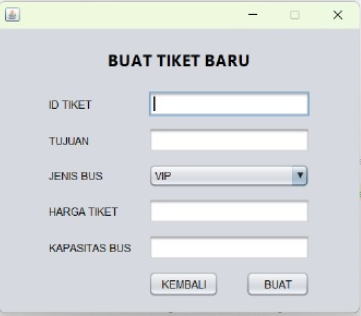 BUAT TIKET BARU
ID TIKET
TUJUAN
JENIS BUS VIP
HARGA TIKET
KAPASITAS BUS
KEMBALI BUAT